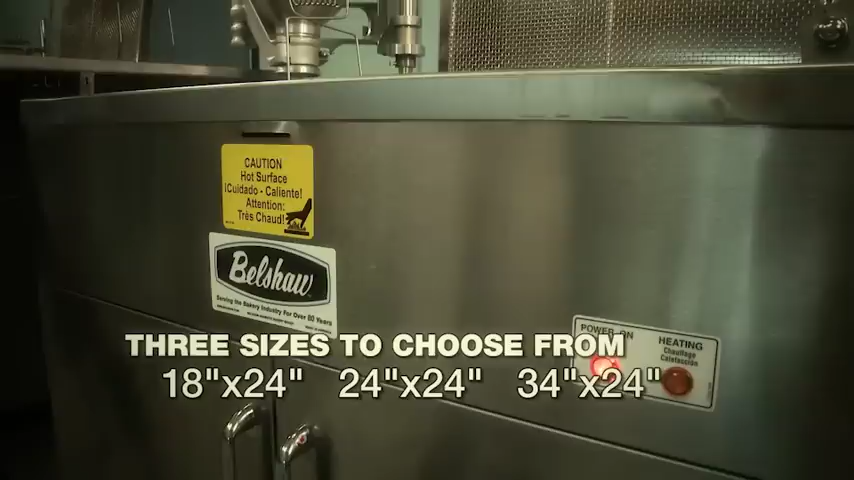 CAUTION
Hot Surface
¡Cuidado - Caliente!
Attention:
Très Chaud!
Belshaw
Serving the Bakery Industry For Over 80 Years
POWER ON
HEATING
Chauffage
Calefacción
THREE SIZES TO CHOOSE FROM
18"x24" 24"x24" 34"x24"